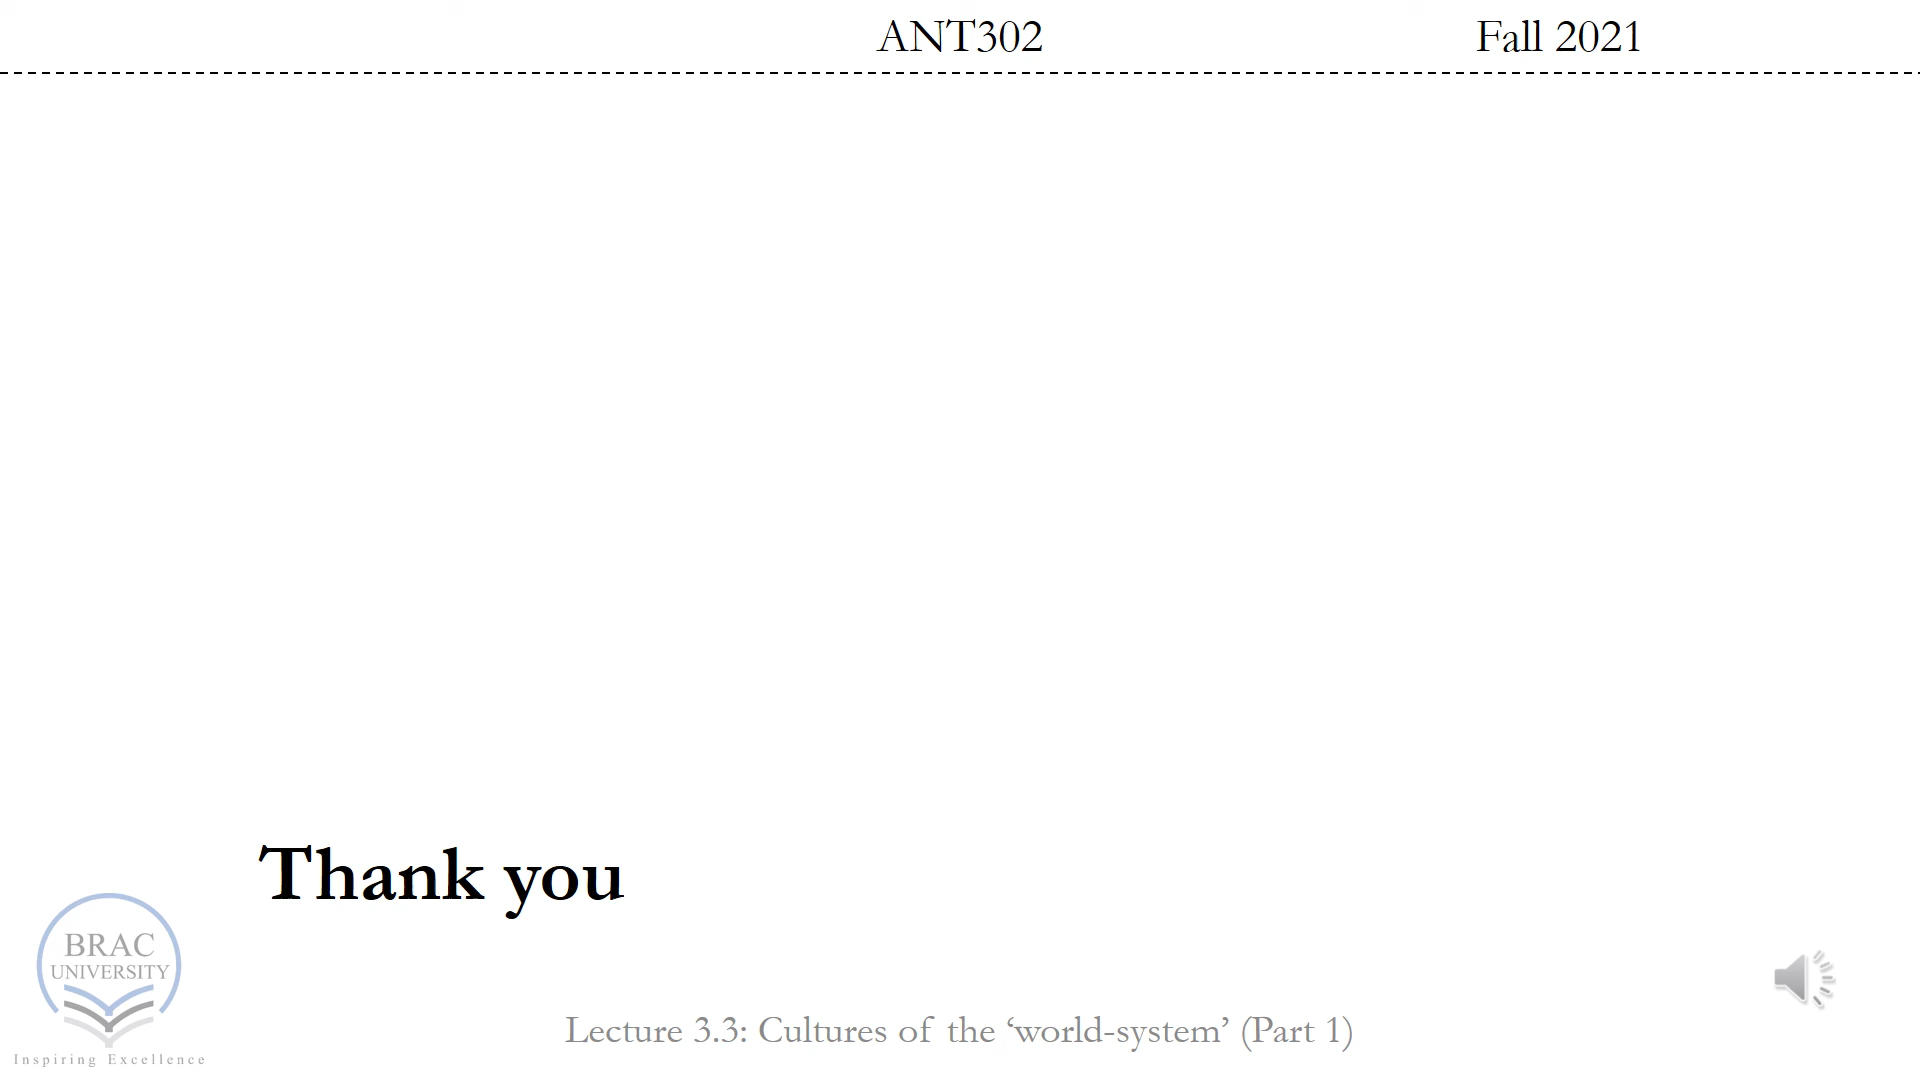 ANT302
Fall 2021
Thank you
BRAC
UNIVERSITY
Inspiring Excellence
Lecture 3.3: Cultures of the ‘world-system’ (Part 1)